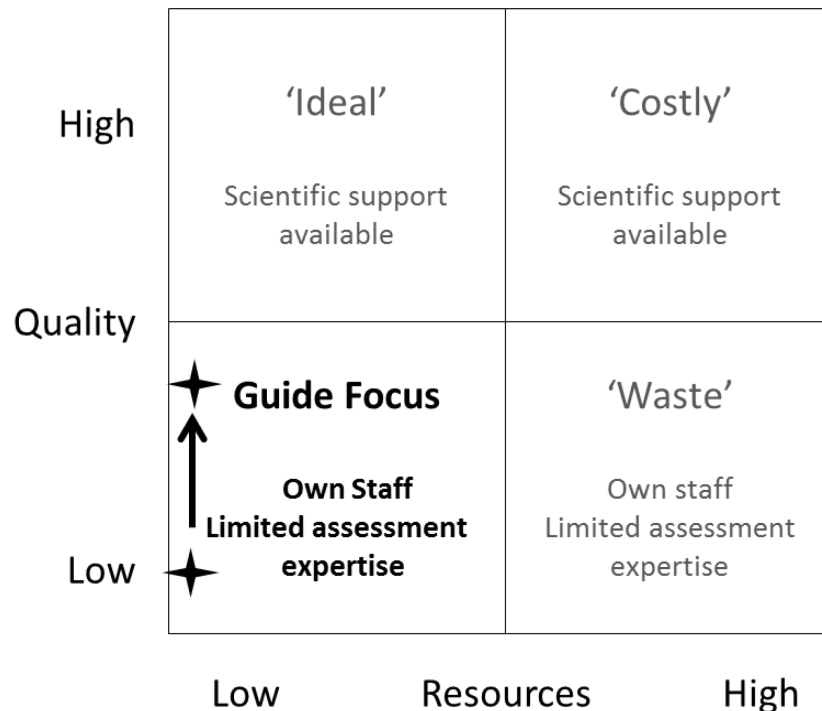 High
‘Ideal’
‘Costly’
Scientific support
available
Scientific support
available
Quality
Guide Focus
‘Waste’
Own Staff
Limited assessment
expertise
Own staff
Limited assessment
expertise
Low
Low
Resources
High